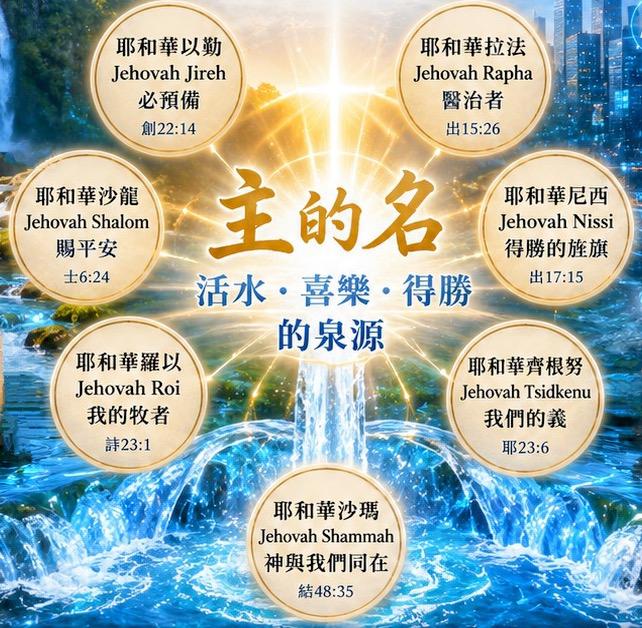 耶和華以勤
Jehovah Jireh
必預備
創22:14
耶和華拉法
Jehovah Rapha
醫治者
出15:26
耶和華沙龍
Jehovah Shalom
賜平安
士6:24
主的名
活水·喜樂·得勝
的泉源
耶和華尼西
Jehovah Nissi
得勝的旌旗
出17:15
耶和華羅以
Jehovah Roi
我的牧者
詩23:1
耶和華齊根努
Jehovah Tsidkenu
我們的義
耶23:6
耶和華沙瑪
Jehovah Shammah
神與我們同在
結48:35